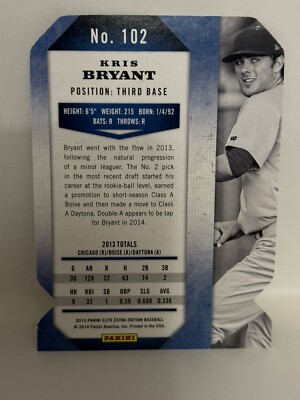 No. 102
KRIS
BRYANT
POSITION: THIRD BASE
HEIGHT: 6'5" WEIGHT: 215 BORN: 1/4/92
BATS: R THROWS: R
Bryant went with the flow in 2013,
following the natural progression
of a minor leaguer. The No. 2 pick
in the most recent draft started his
career at the rookie-ball level, earned
a promotion to short-season Class A
Boise and then made a move to Class
A Daytona. Double-A appears to be tap
for Bryant in 2014.
2013 TOTALS
CHICAGO (R)/BOISE (A)/DAYTONA (A)
G AB R H 2B 3B
36 128 22 43 14 2
HR RBI SB OBP SLG AVG
9 32 1 0.39 0.688 0.336
2013 PANINI ELITE EXTRA EDITION BASEBALL
© 2014 Panini America, Inc. Printed in the USA.
PANINI